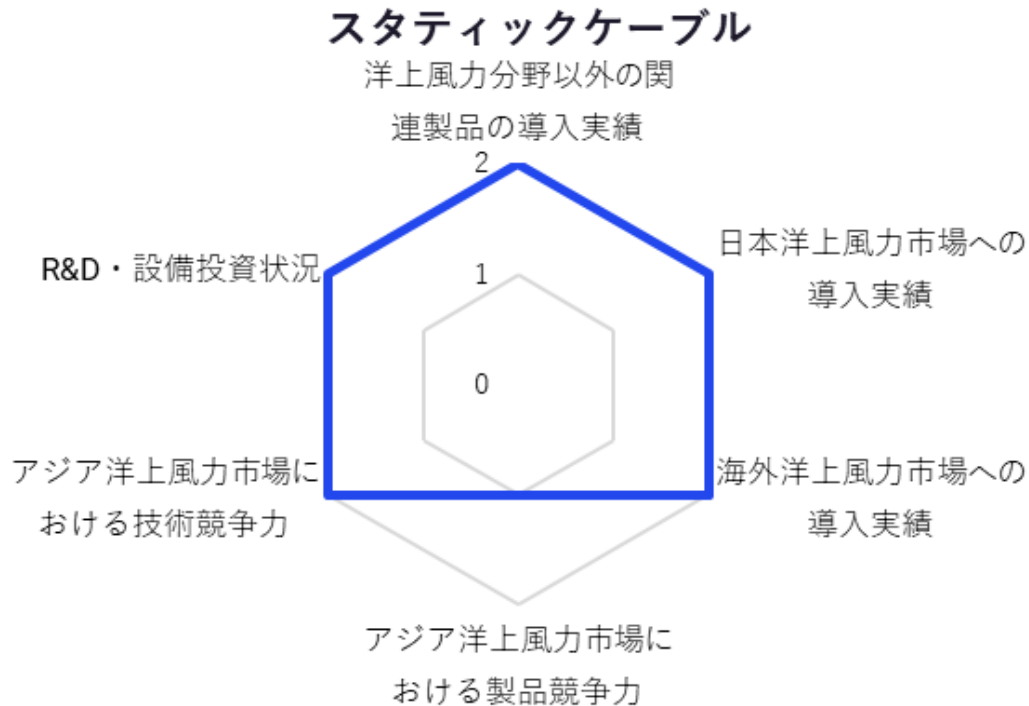 スタティックケーブル
洋上風力分野以外の関
連製品の導入実績
2
日本洋上風力市場への
導入実績
R&D・設備投資状況
1
0
アジア洋上風力市場に
おける技術競争力
海外洋上風力市場への
導入実績
アジア洋上風力市場に
おける製品競争力